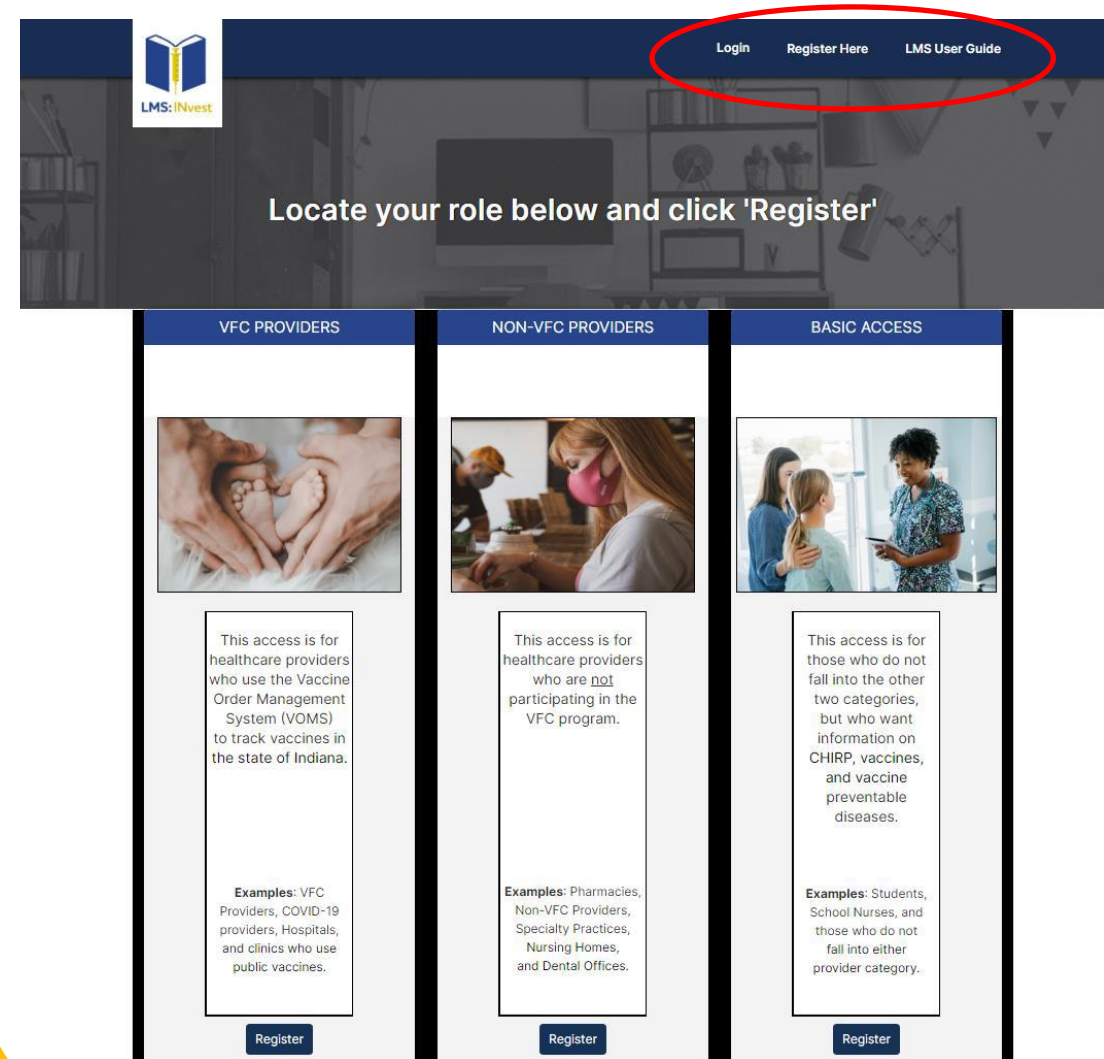 Login Register Here LMS User Guide
LMS: INvest
Locate your role below and click 'Register'
VFC PROVIDERS
This access is for
healthcare providers
who use the Vaccine
Order Management
System (VOMS)
to track vaccines in
the state of Indiana.
Examples: VFC
Providers, COVID-19
providers, Hospitals,
and clinics who use
public vaccines.
Register
NON-VFC PROVIDERS
This access is for
healthcare providers
who are not
participating in the
VFC program.
Examples: Pharmacies,
Non-VFC Providers,
Specialty Practices,
Nursing Homes,
and Dental Offices.
Register
BASIC ACCESS
This access is for
those who do not
fall into the other
two categories,
but who want
information on
CHIRP, vaccines,
and vaccine
preventable
diseases.
Examples: Students,
School Nurses, and
those who do not
fall into either
provider category.
Register